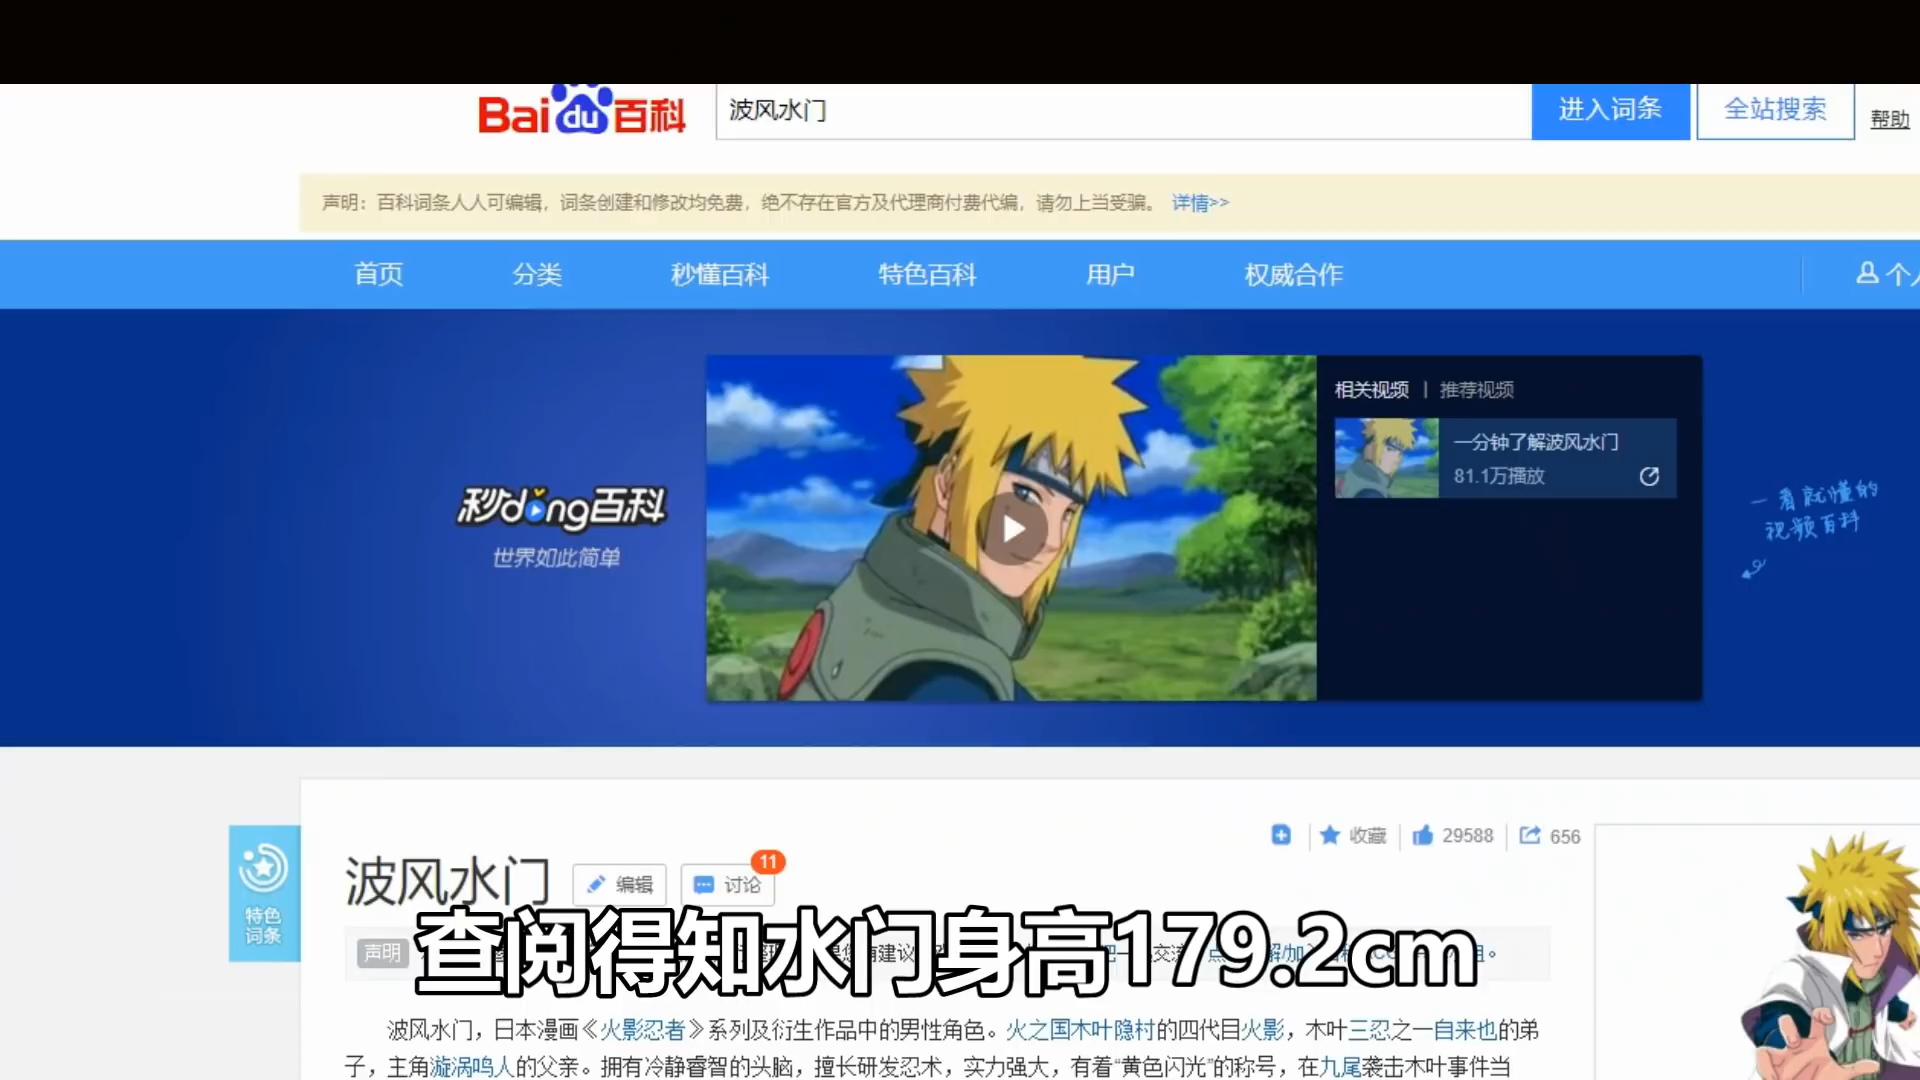 Baidu百科
波风水门
进入词条
全站搜索
帮助
声明：百科词条人人可编辑，词条创建和修改均免费，绝不存在官方及代理商付费代编，请勿上当受骗。 详情>>
首页 分类 秒懂百科 特色百科 用户 权威合作 个人
秒dong百科
世界如此简单
相关视频 | 推荐视频
一分钟了解波风水门
81.1万播放
一看就懂的
视频百科
收藏 29588 656
特色
词条
波风水门
编辑
讨论
11
声明
查阅得知水门身高179.2cm
波风水门，日本漫画《火影忍者》系列及衍生作品中的男性角色。火之国木叶隐村的四代目火影，木叶三忍之一自来也的弟
子，主角漩涡鸣人的父亲。拥有冷静睿智的头脑，擅长研发忍术，实力强大，有着“黄色闪光”的称号，在九尾袭击木叶事件当